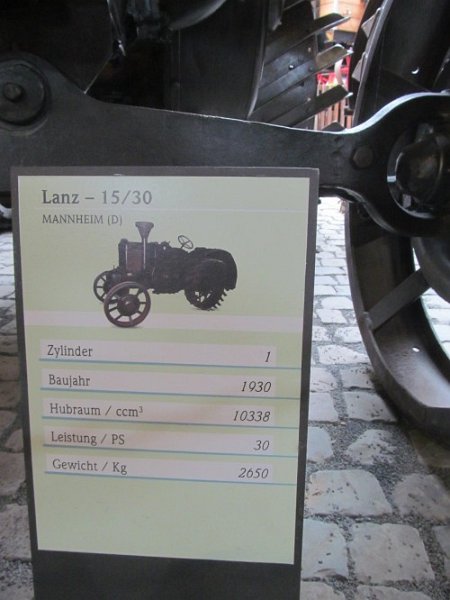 Lanz – 15/30
MANNHEIM (D)
Zylinder 1
Baujahr 1930
Hubraum / ccm³ 10338
Leistung / PS 30
Gewicht / Kg 2650